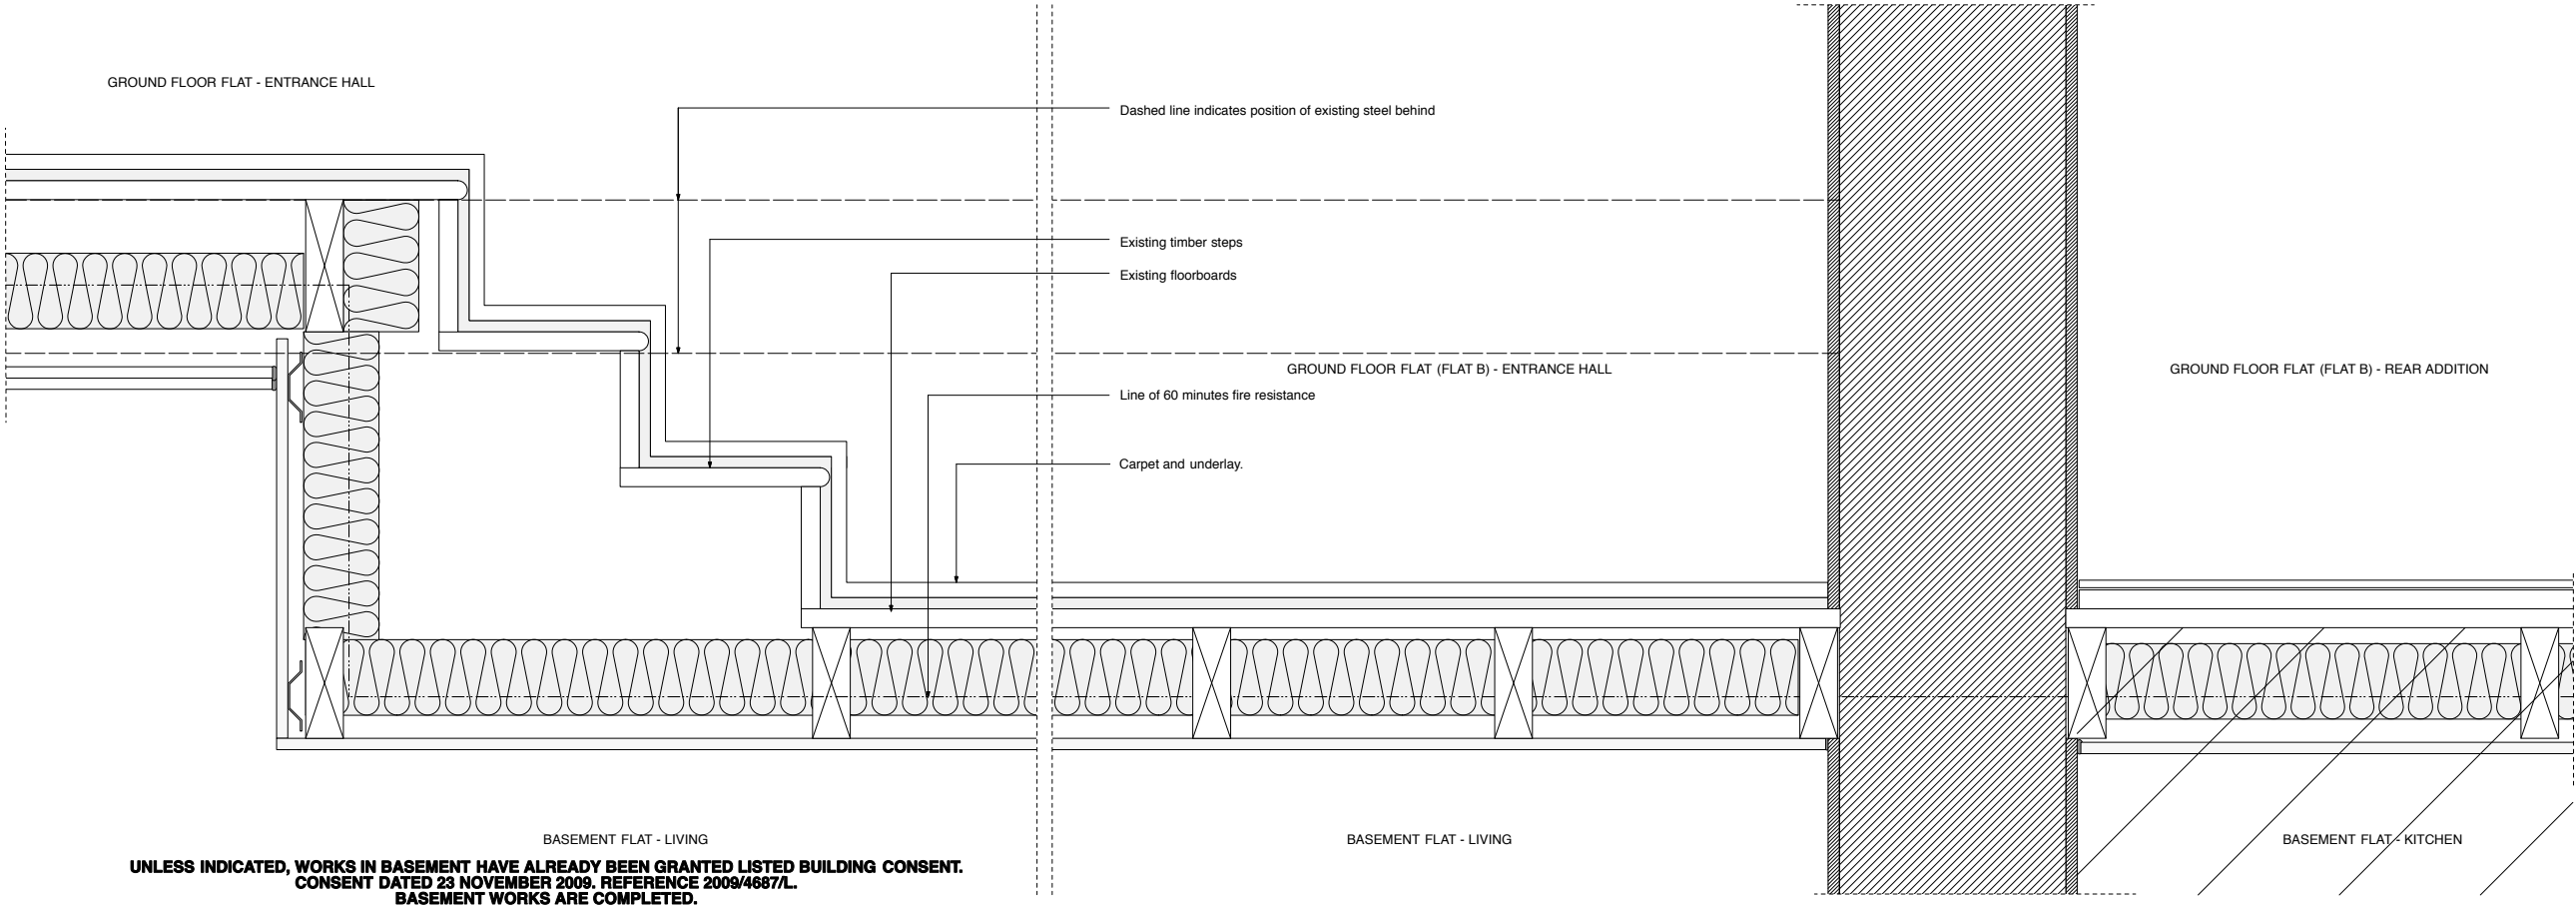 GROUND FLOOR FLAT - ENTRANCE HALL
Dashed line indicates position of existing steel behind
Existing timber steps
Existing floorboards
GROUND FLOOR FLAT (FLAT B) - ENTRANCE HALL
GROUND FLOOR FLAT (FLAT B) - REAR ADDITION
Line of 60 minutes fire resistance
Carpet and underlay.
BASEMENT FLAT - LIVING
BASEMENT FLAT - LIVING
BASEMENT FLAT - KITCHEN
UNLESS INDICATED, WORKS IN BASEMENT HAVE ALREADY BEEN GRANTED LISTED BUILDING CONSENT.
CONSENT DATED 23 NOVEMBER 2009. REFERENCE 2009/4687/L.
BASEMENT WORKS ARE COMPLETED.